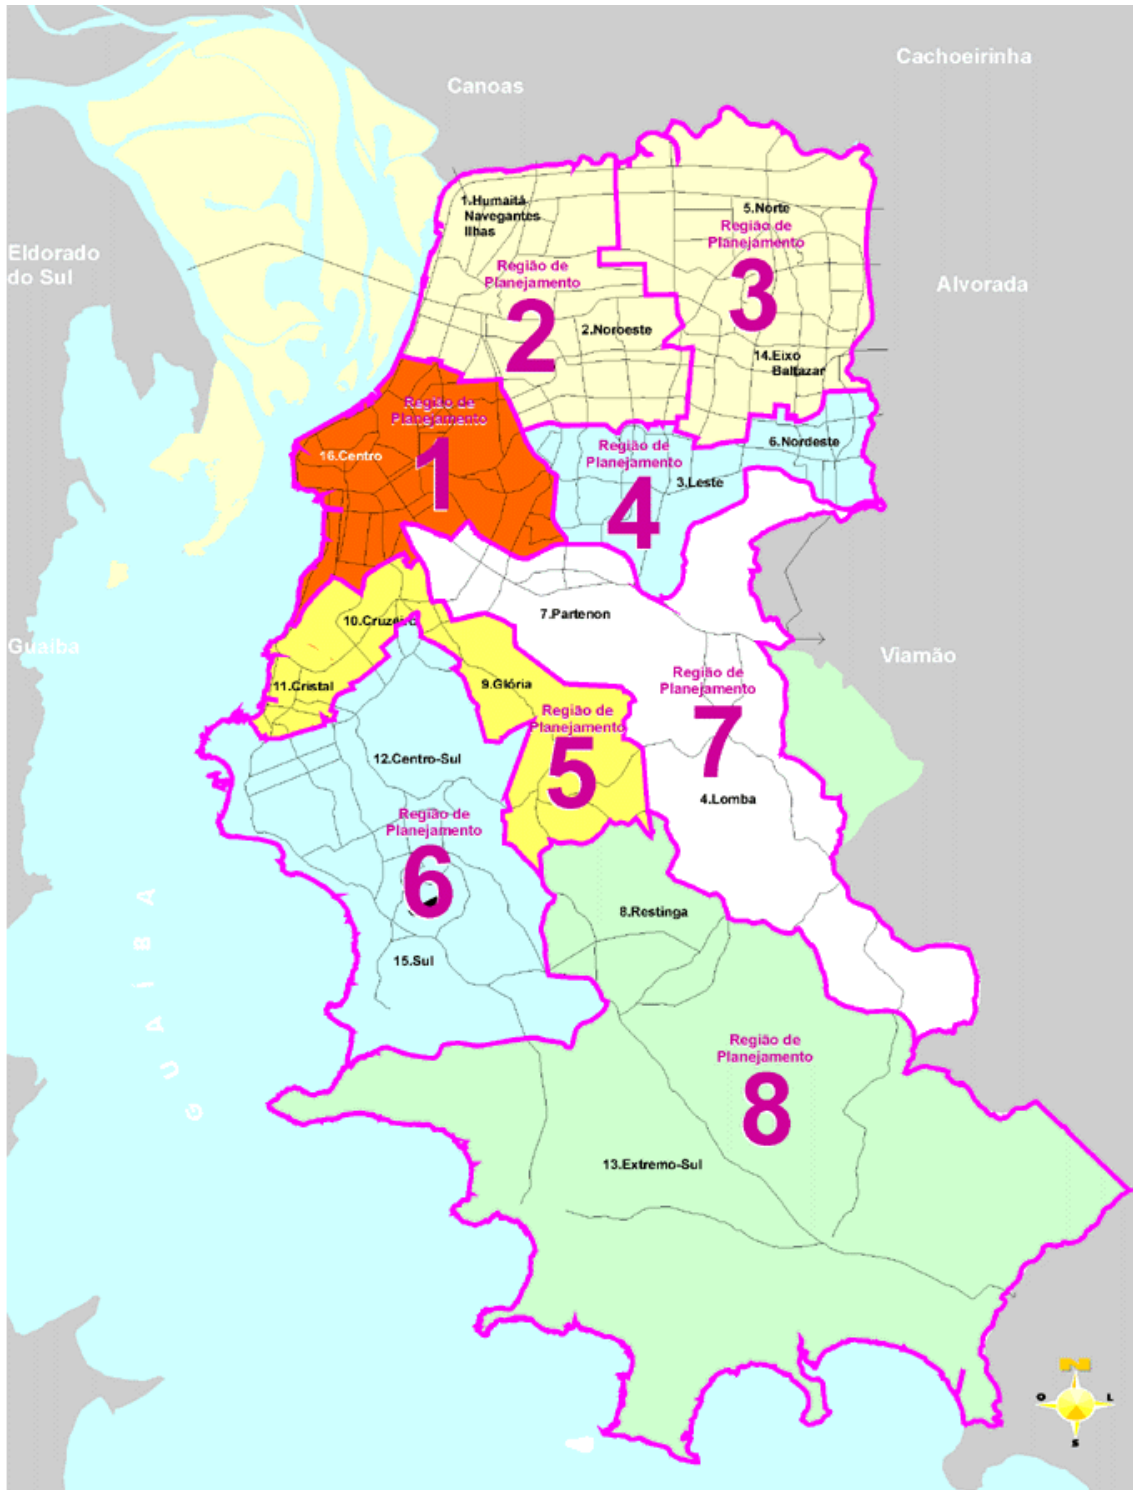 Cachoeirinha
Canoas
1.Humaitá
Navegantes
Ilhas
5.Norte
Região de
Planejamento
3
Eldorado
do Sul
Região de
Planejamento
2
Alvorada
2.Noroeste
14.Eixo
Baltazar
Região de
Planejamento
1
16.Centro
6.Nordeste
Região de
Planejamento
4
3.Leste
7.Partenon
10.Cruzeiro
Guaiba
Viamão
11.Cristal
9.Glória
Região de
Planejamento
7
Região de
Planejamento
5
12.Centro-Sul
4.Lomba
Região de
Planejamento
6
8.Restinga
15.Sul
GUAÍBA
Região de
Planejamento
8
13.Extremo-Sul
N
O L
S